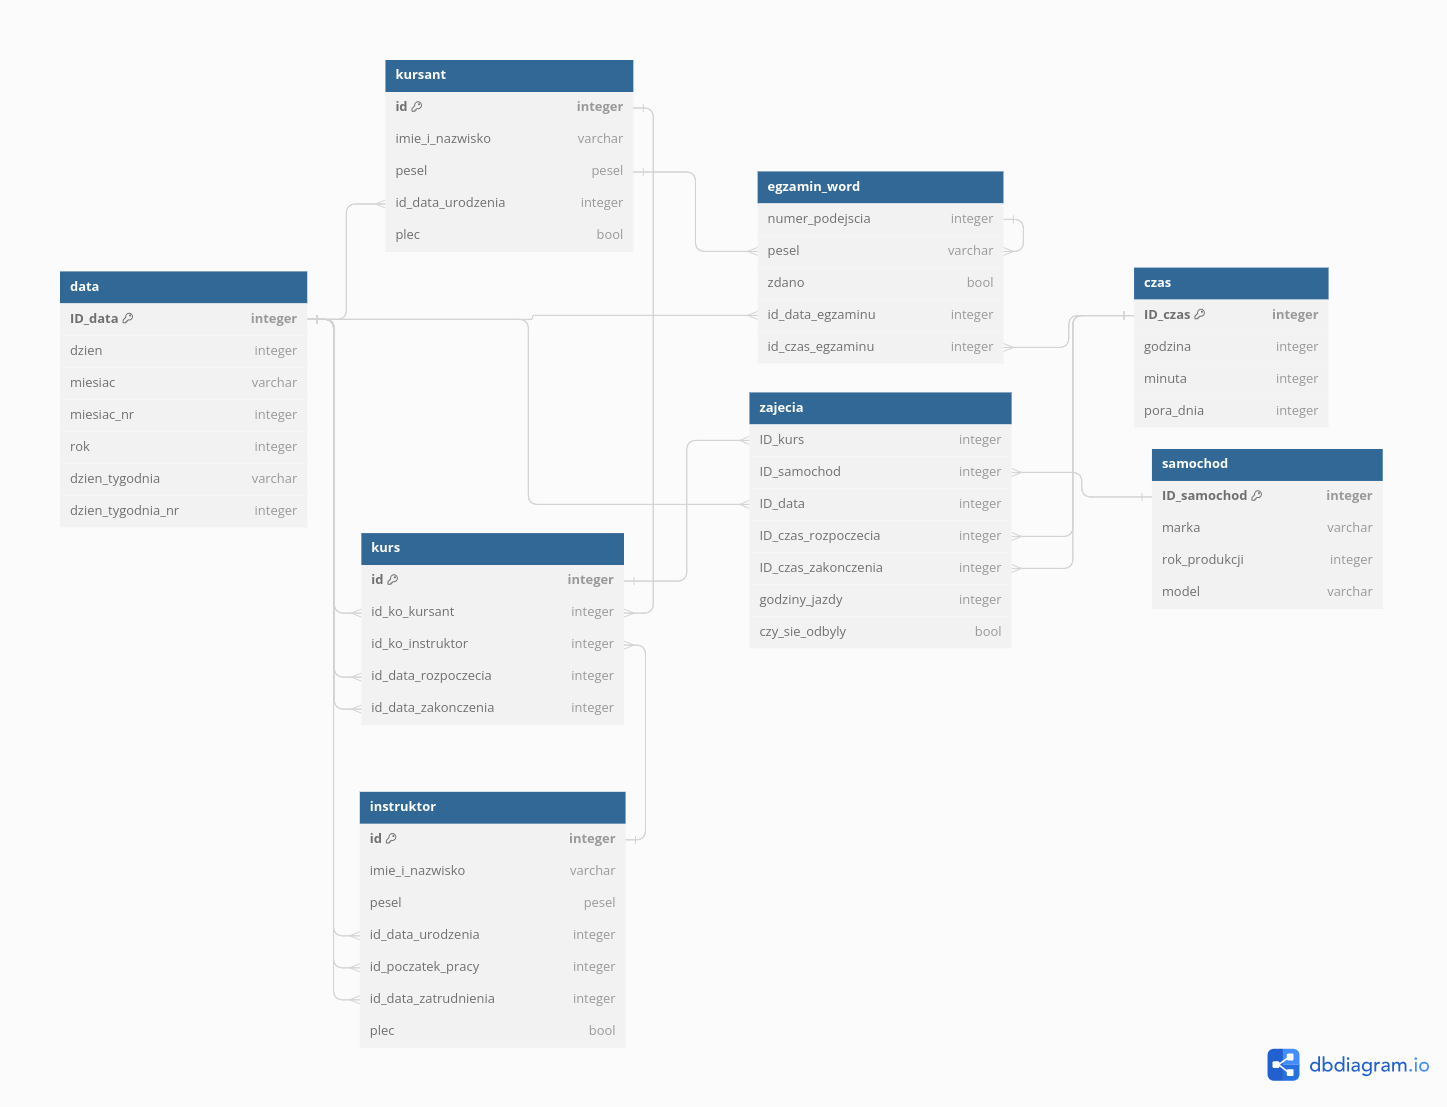 kursant
id integer
imie_i_nazwisko varchar
pesel pesel
id_data_urodzenia integer
plec bool
egzamin_word
numer_podejscia integer
pesel varchar
zdano bool
id_data_egzaminu integer
id_czas_egzaminu integer
data
ID_data integer
dzien integer
miesiac varchar
miesiac_nr integer
rok integer
dzien_tygodnia varchar
dzien_tygodnia_nr integer
czas
ID_czas integer
godzina integer
minuta integer
pora_dnia integer
zajecia
ID_kurs integer
ID_samochod integer
ID_data integer
ID_czas_rozpoczecia integer
ID_czas_zakonczenia integer
godziny_jazdy integer
czy_sie_odbyly bool
samochod
ID_samochod integer
marka varchar
rok_produkcji integer
model varchar
kurs
id integer
id_ko_kursant integer
id_ko_instruktor integer
id_data_rozpoczecia integer
id_data_zakonczenia integer
instruktor
id integer
imie_i_nazwisko varchar
pesel pesel
id_data_urodzenia integer
id_poczatek_pracy integer
id_data_zatrudnienia integer
plec bool
dbdiagram.io